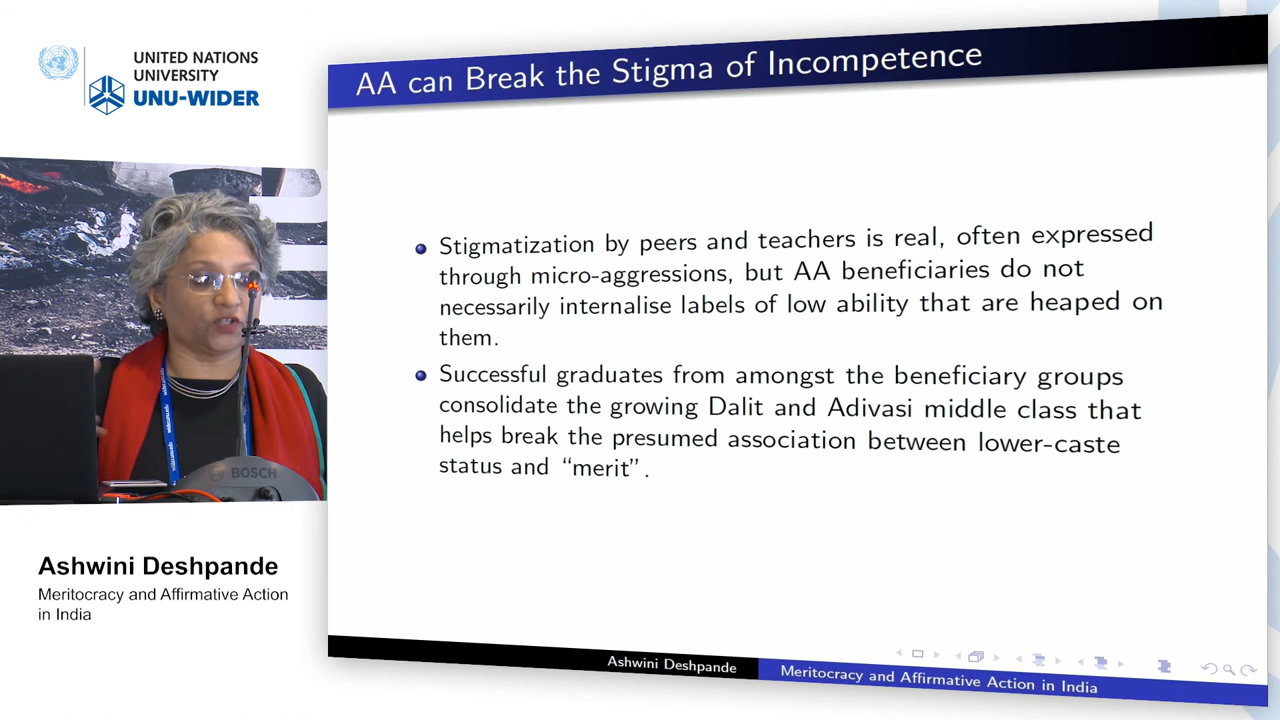 UNITED NATIONS
UNIVERSITY
UNU-WIDER
AA can Break the Stigma of Incompetence
Stigmatization by peers and teachers is real, often expressed
through micro-aggressions, but AA beneficiaries do not
necessarily internalise labels of low ability that are heaped on
them.
Successful graduates from amongst the beneficiary groups
consolidate the growing Dalit and Adivasi middle class that
helps break the presumed association between lower-caste
status and “merit”.
BOSCH
Ashwini Deshpande
Meritocracy and Affirmative Action
in India
Ashwini Deshpande
Meritocracy and Affirmative Action in India